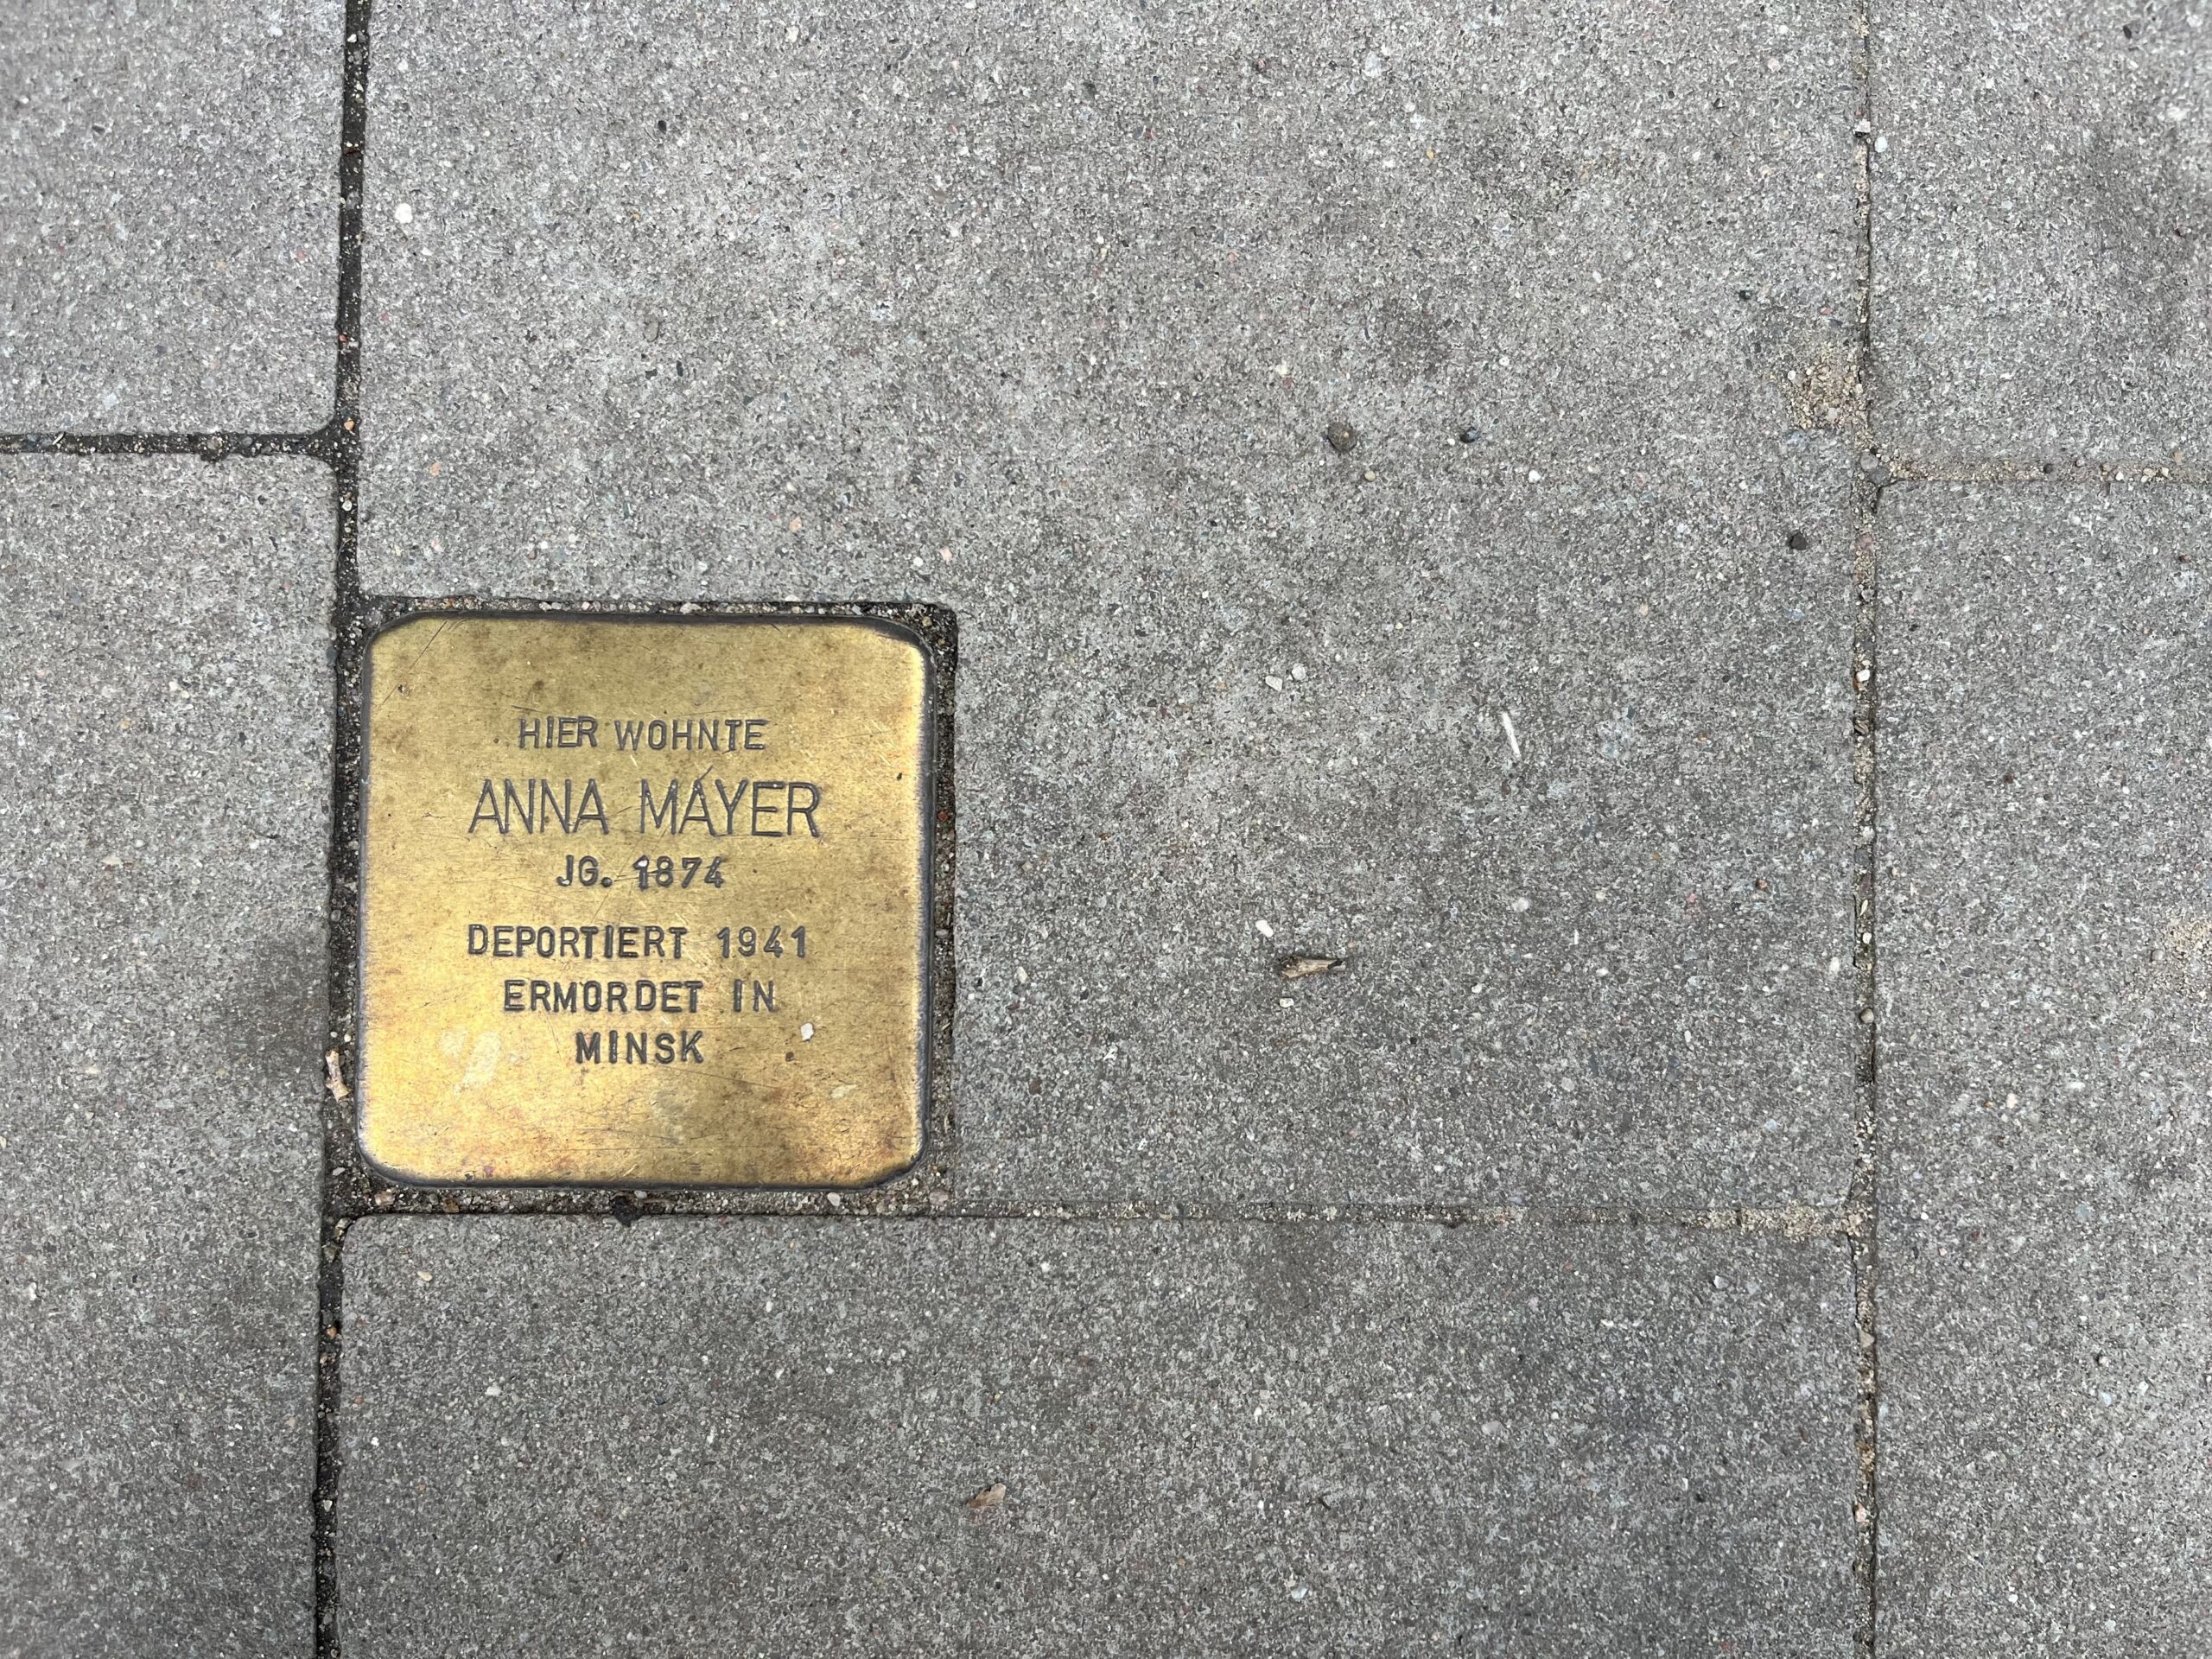 HIER WOHNTE
ANNA MAYER
JG. 1874
DEPORTIERT 1941
ERMORDET IN
MINSK